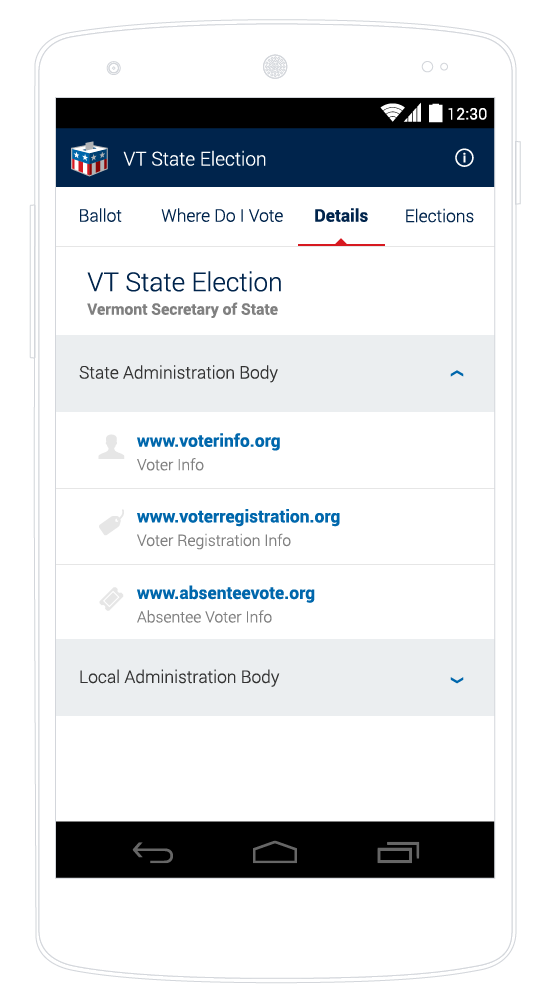 12:30
VT State Election
Ballot Where Do I Vote Details Elections
VT State Election
Vermont Secretary of State
State Administration Body
www.voterinfo.org
Voter Info
www.voterregistration.org
Voter Registration Info
www.absenteevote.org
Absentee Voter Info
Local Administration Body